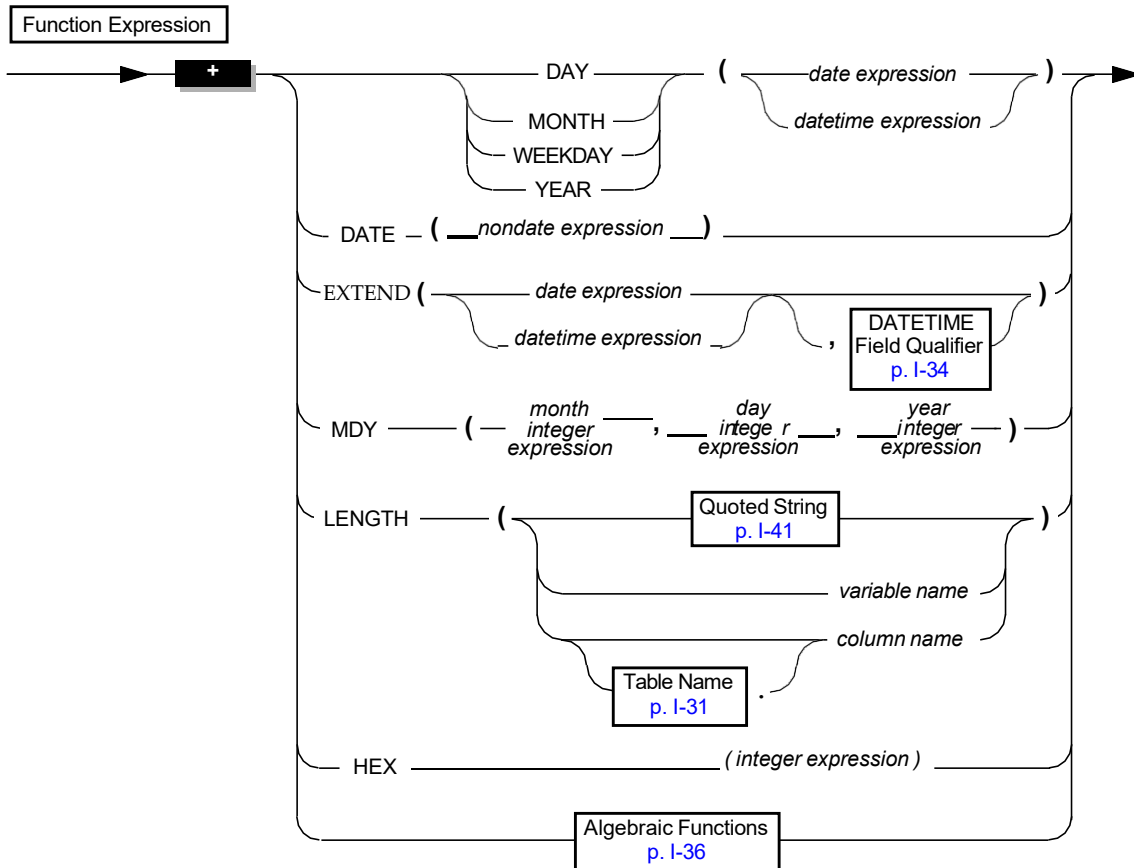 Function Expression
+
DAY ( date expression )
MONTH datetime expression
WEEKDAY
YEAR
DATE ( nondate expression )
EXTEND ( date expression )
datetime expression , DATETIME
Field Qualifier
p. I-34
MDY ( month integer expression , day intege r expression , year integer expression )
LENGTH ( Quoted String )
p. I-41
variable name
column name
Table Name .
p. I-31
HEX ( integer expression )
Algebraic Functions
p. I-36